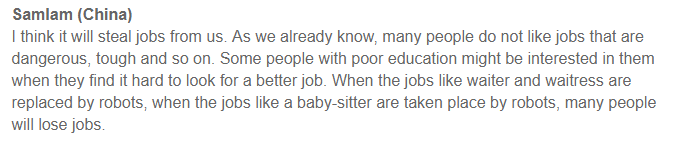 Samlam (China)
I think it will steal jobs from us. As we already know, many people do not like jobs that are
dangerous, tough and so on. Some people with poor education might be interested in them
when they find it hard to look for a better job. When the jobs like waiter and waitress are
replaced by robots, when the jobs like a baby-sitter are taken place by robots, many people
will lose jobs.